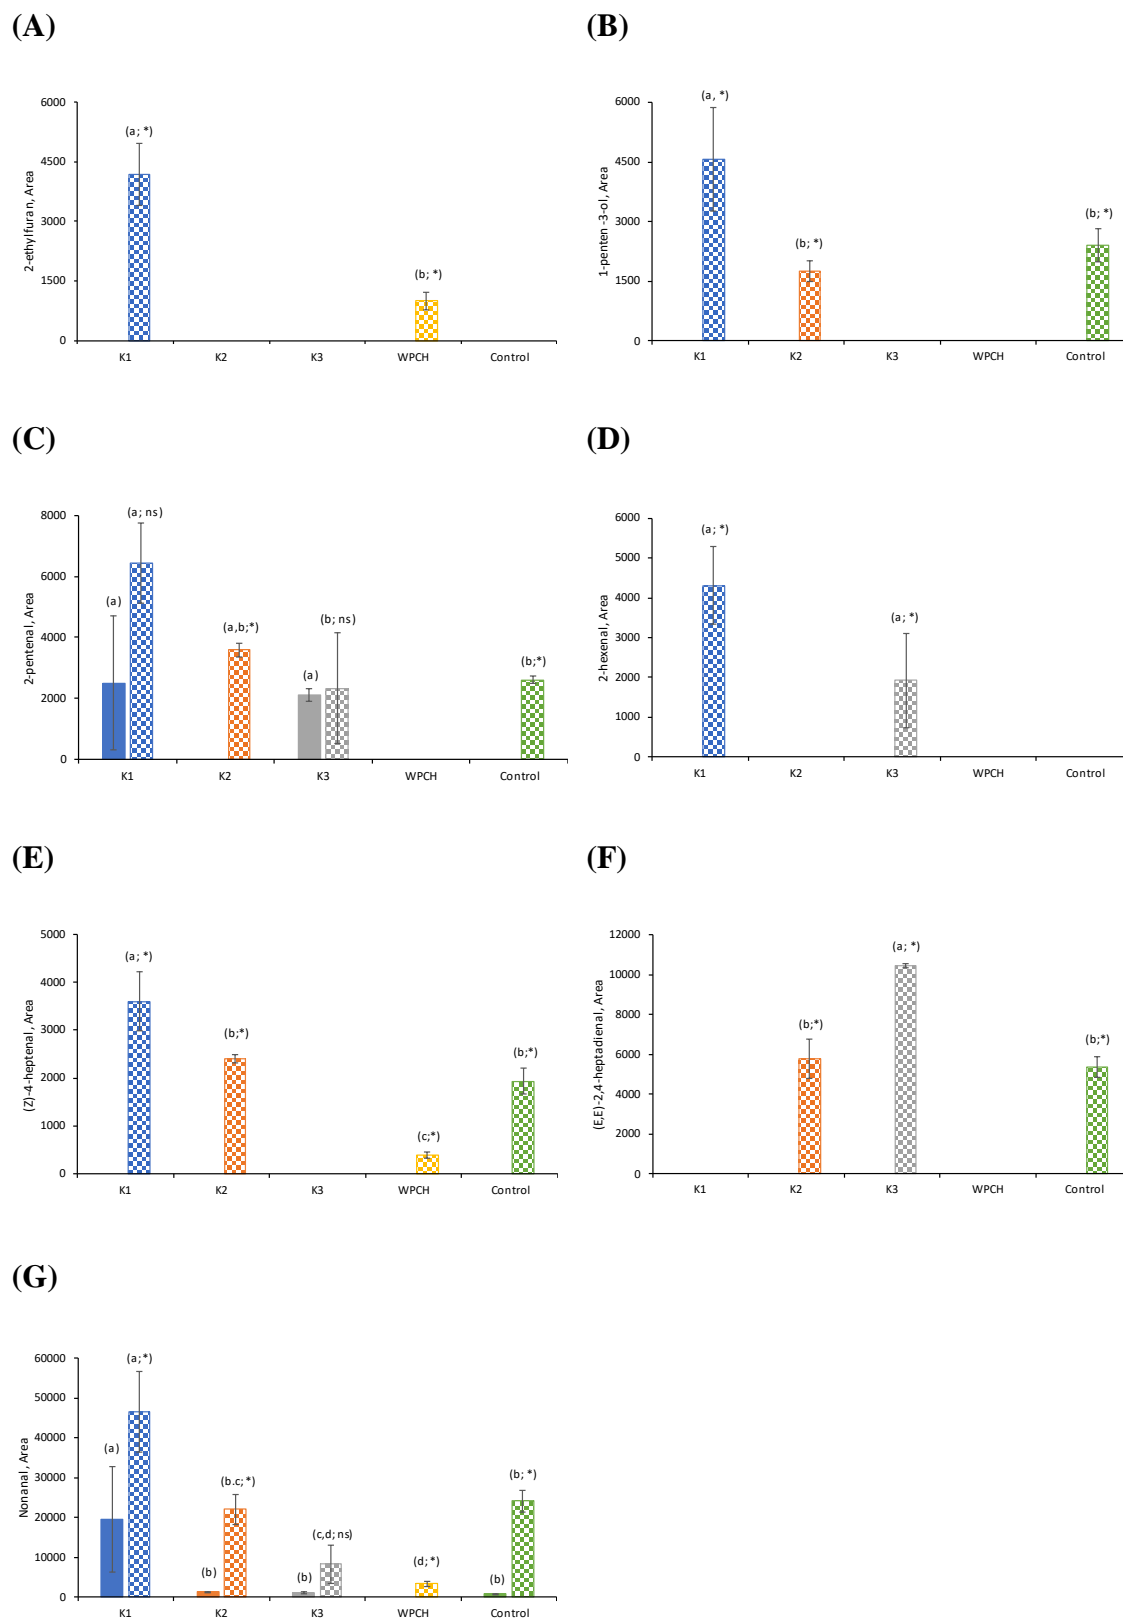 (A)
2-ethylfuran, Area
6000
4500
3000
1500
0
(a; *)
(b; *)
K1 K2 K3 WPCH Control
(B)
1-penten-3-ol, Area
6000
4500
3000
1500
0
(a, *)
(b; *)
(b; *)
K1 K2 K3 WPCH Control
(C)
2-pentenal, Area
8000
6000
4000
2000
0
(a)
(a; ns)
(a,b;*)
(a)
(b; ns)
(b;*)
K1 K2 K3 WPCH Control
(D)
2-hexenal, Area
6000
5000
4000
3000
2000
1000
0
(a; *)
(a; *)
K1 K2 K3 WPCH Control
(E)
(Z)-4-heptenal, Area
5000
4000
3000
2000
1000
0
(a; *)
(b;*)
(c;*)
(b;*)
K1 K2 K3 WPCH Control
(F)
(E,E)-2,4-heptadienal, Area
12000
10000
8000
6000
4000
2000
0
(b;*)
(a; *)
(b;*)
K1 K2 K3 WPCH Control
(G)
Nonanal, Area
60000
50000
40000
30000
20000
10000
0
(a)
(a; *)
(b)
(b.c; *)
(b)
(c,d; ns)
(d; *)
(b)
(b; *)
K1 K2 K3 WPCH Control